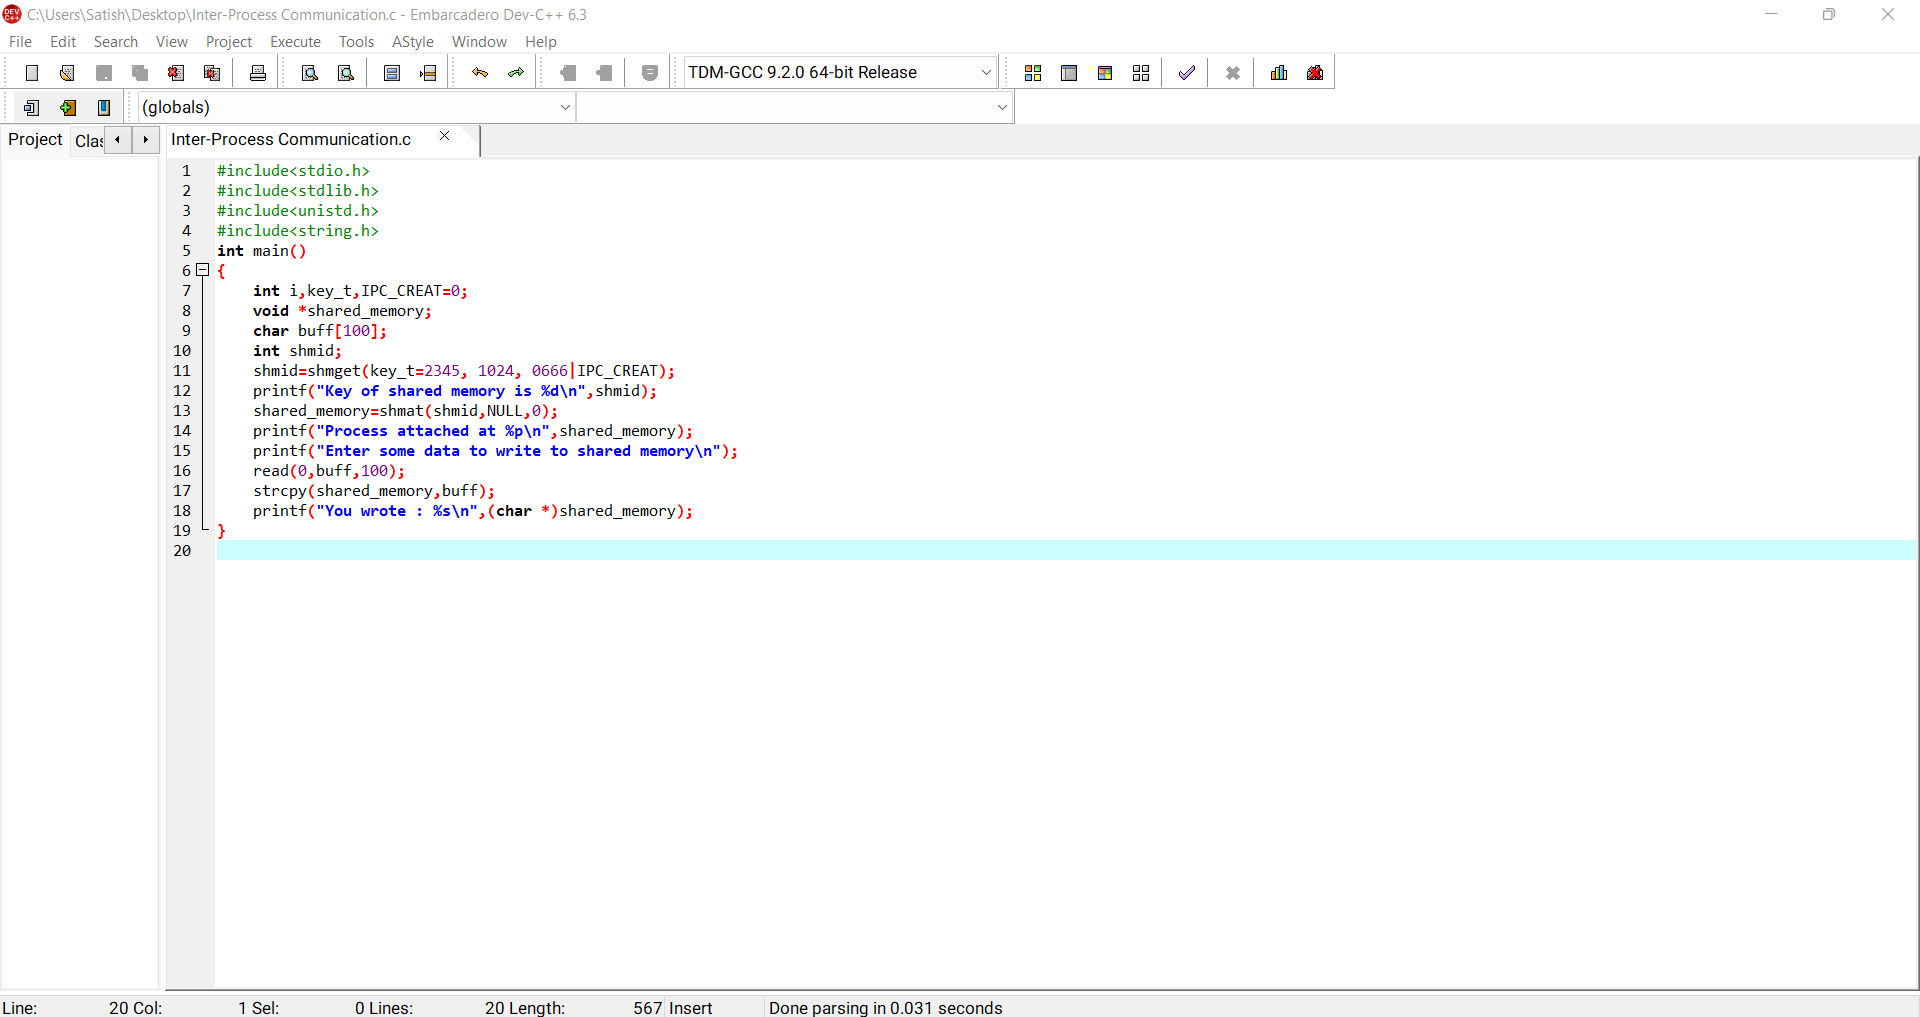 C:\Users\Satish\Desktop\Inter-Process Communication.c - Embarcadero Dev-C++ 6.3
File Edit Search View Project Execute Tools AStyle Window Help
TDM-GCC 9.2.0 64-bit Release
(globals)
Project Clas Inter-Process Communication.c
1 #include<stdio.h>
2 #include<stdlib.h>
3 #include<unistd.h>
4 #include<string.h>
5 int main()
6 {
7 int i,key_t,IPC_CREAT=0;
8 void *shared_memory;
9 char buff[100];
10 int shmid;
11 shmid=shmget(key_t=2345, 1024, 0666|IPC_CREAT);
12 printf("Key of shared memory is %d\n",shmid);
13 shared_memory=shmat(shmid,NULL,0);
14 printf("Process attached at %p\n",shared_memory);
15 printf("Enter some data to write to shared memory\n");
16 read(0,buff,100);
17 strcpy(shared_memory,buff);
18 printf("You wrote : %s\n",(char *)shared_memory);
19 }
20
Line: 20 Col: 1 Sel: 0 Lines: 20 Length: 567 Insert Done parsing in 0.031 seconds